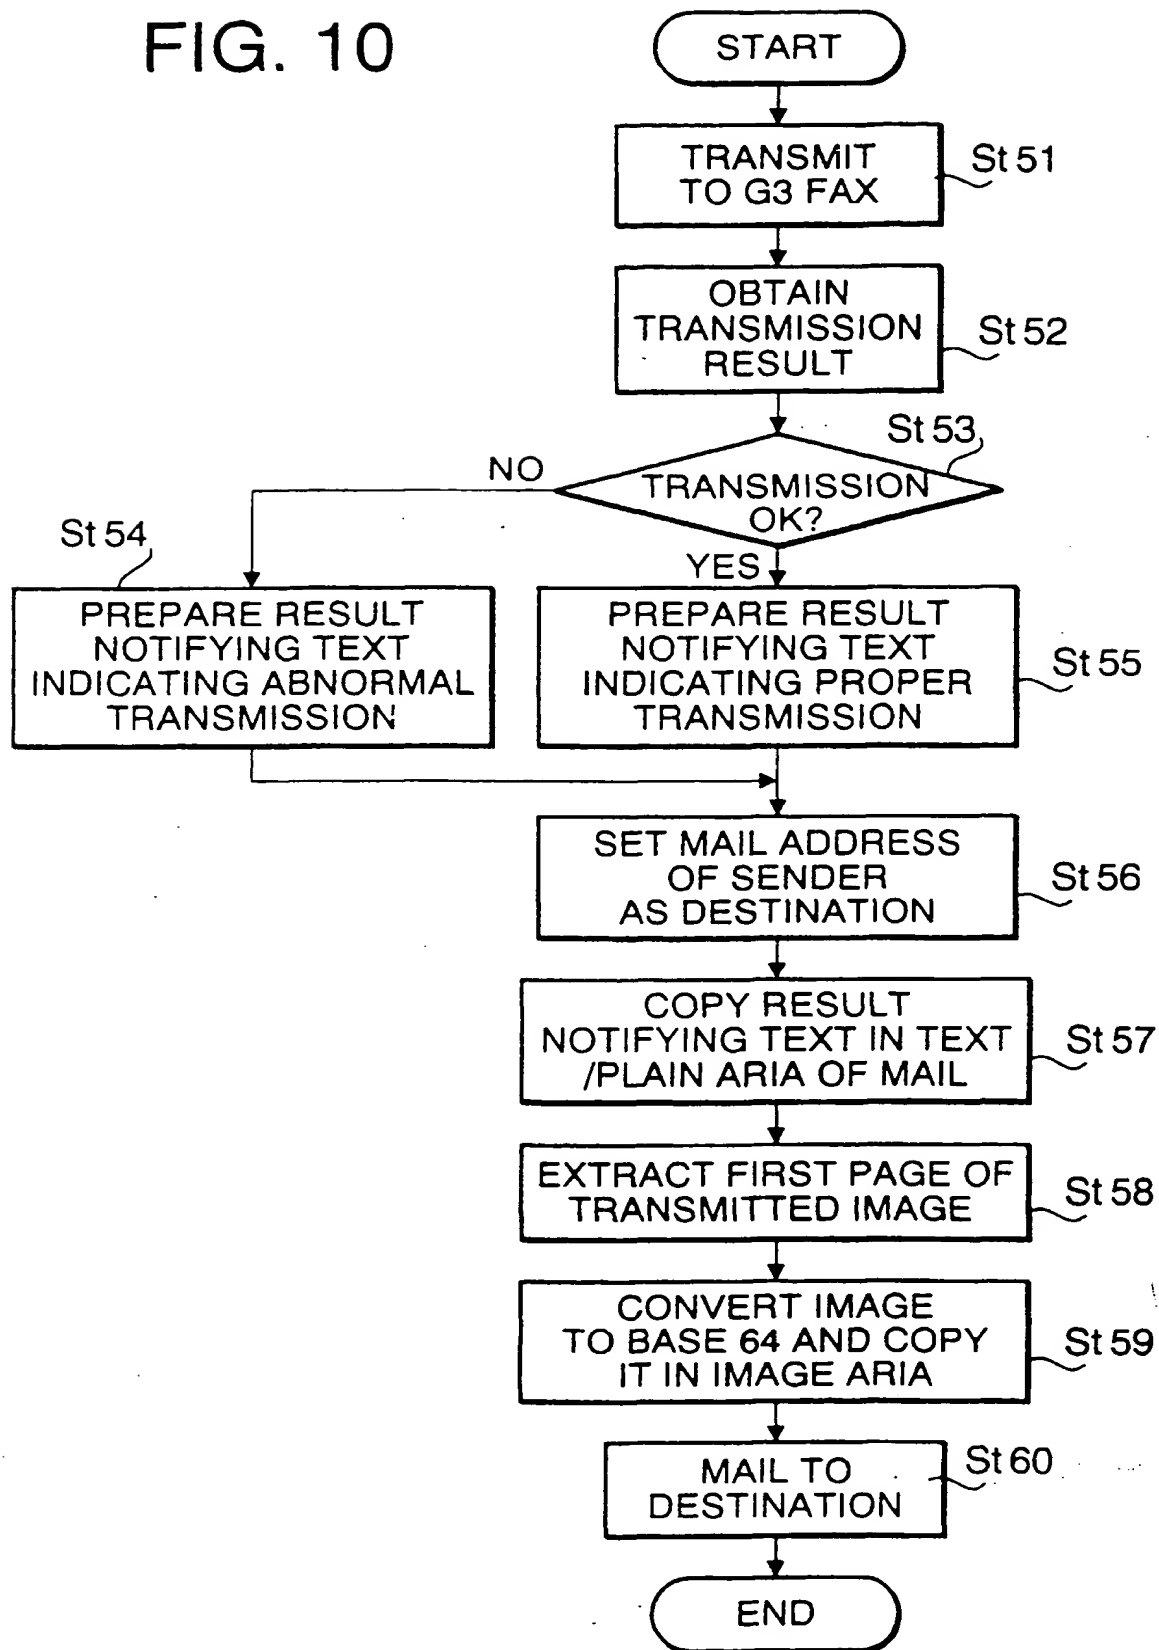 FIG. 10
START
TRANSMIT
TO G3 FAX
St 51
OBTAIN
TRANSMISSION
RESULT
St 52
St 53
TRANSMISSION
OK?
NO
YES
St 54
PREPARE RESULT
NOTIFYING TEXT
INDICATING ABNORMAL
TRANSMISSION
PREPARE RESULT
NOTIFYING TEXT
INDICATING PROPER
TRANSMISSION
St 55
SET MAIL ADDRESS
OF SENDER
AS DESTINATION
St 56
COPY RESULT
NOTIFYING TEXT IN TEXT
/PLAIN ARIA OF MAIL
St 57
EXTRACT FIRST PAGE OF
TRANSMITTED IMAGE
St 58
CONVERT IMAGE
TO BASE 64 AND COPY
IT IN IMAGE ARIA
St 59
MAIL TO
DESTINATION
St 60
END